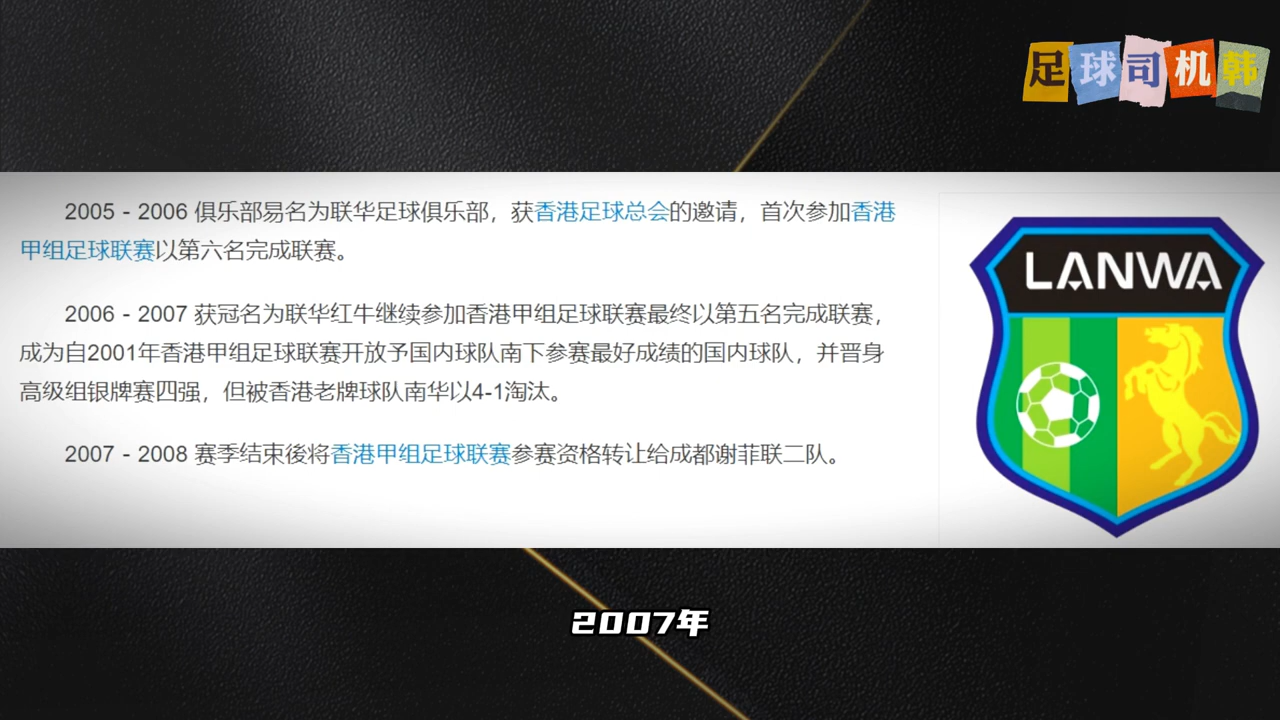 足球司机韩
2005 - 2006 俱乐部易名为联华足球俱乐部，获香港足球总会的邀请，首次参加香港
甲组足球联赛以第六名完成联赛。
2006 - 2007 获冠名为联华红牛继续参加香港甲组足球联赛最终以第五名完成联赛，
成为自2001年香港甲组足球联赛开放予国内球队南下参赛最好成绩的国内球队，并晋身
高级组银牌赛四强，但被香港老牌球队南华以4-1淘汰。
2007 - 2008 赛季结束後将香港甲组足球联赛参赛资格转让给成都谢菲联二队。
LANWA
2007年